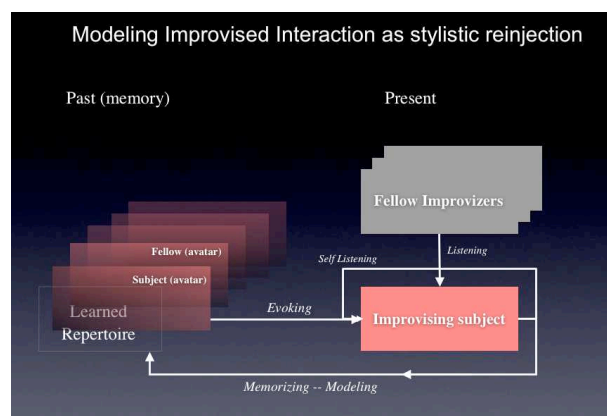 Modeling Improvised Interaction as stylistic reinjection
Past (memory)
Present
Fellow Improvizers
Fellow (avatar)
Self Listening
Listening
Subject (avatar)
Learned
Repertoire
Evoking
Improvising subject
Memorizing -- Modeling